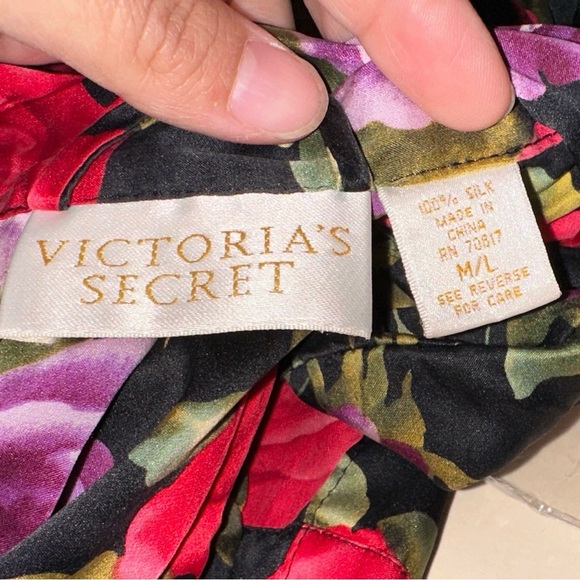 VICTORIA'S
SECRET
100% SILK
MADE IN
CHINA
RN 70817
M/L
SEE REVERSE
FOR CARE